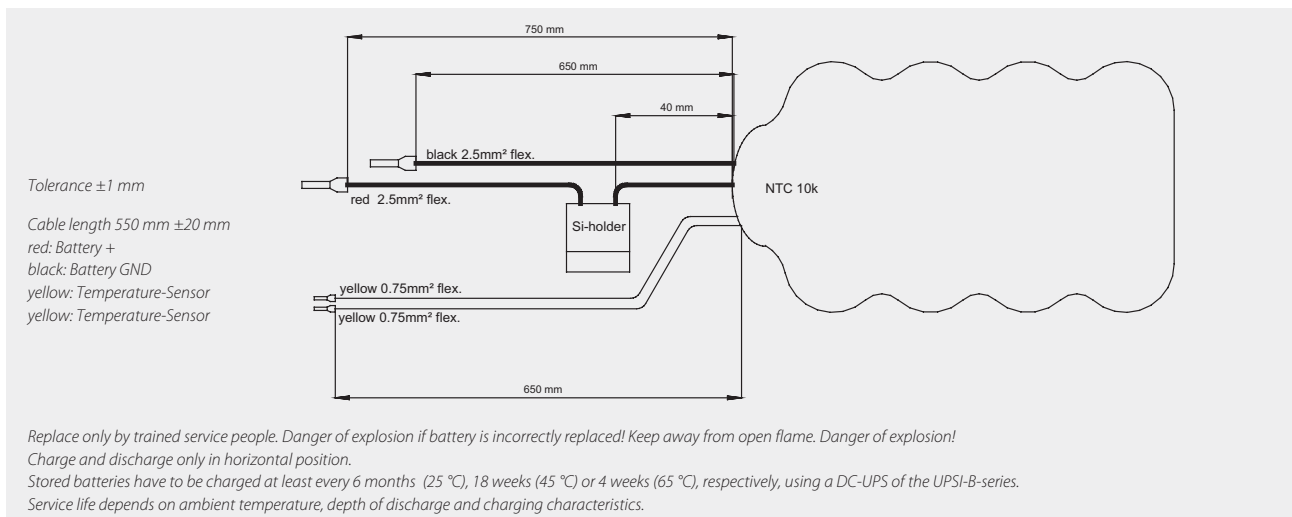 750 mm
650 mm
40 mm
black 2.5mm² flex.
Tolerance ±1 mm
NTC 10k
red  2.5mm² flex.
Cable length 550 mm ±20 mm
Si-holder
red: Battery +
black: Battery GND
yellow: Temperature-Sensor
yellow 0.75mm² flex.
yellow: Temperature-Sensor
yellow 0.75mm² flex.
650 mm
Replace only by trained service people. Danger of explosion if battery is incorrectly replaced! Keep away from open flame. Danger of explosion!
Charge and discharge only in horizontal position.
Stored batteries have to be charged at least every 6 months  (25 °C), 18 weeks (45 °C) or 4 weeks (65 °C), respectively, using a DC-UPS of the UPSI-B-series.
Service life depends on ambient temperature, depth of discharge and charging characteristics.